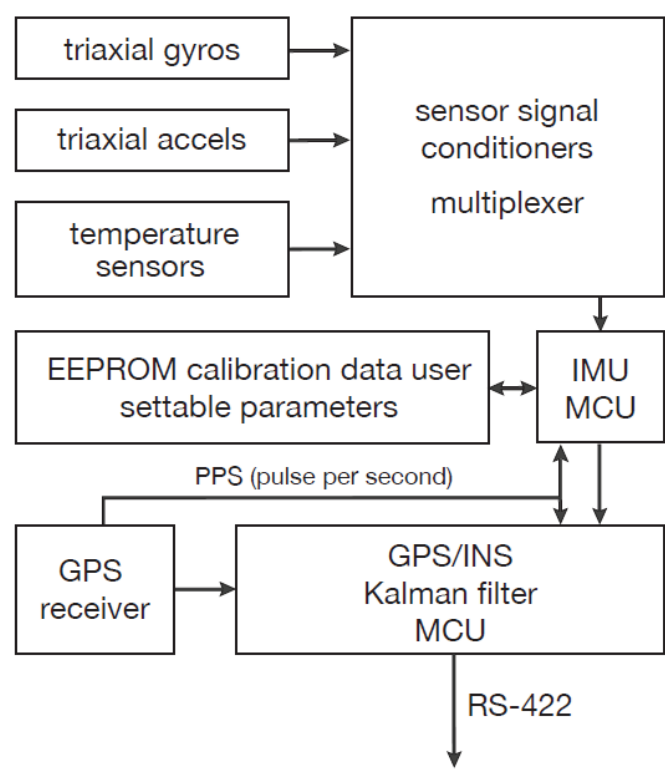 triaxial gyros
triaxial accels
temperature
sensors
sensor signal
conditioners
multiplexer
EEPROM calibration data user
settable parameters
IMU
MCU
PPS (pulse per second)
GPS
receiver
GPS/INS
Kalman filter
MCU
RS-422